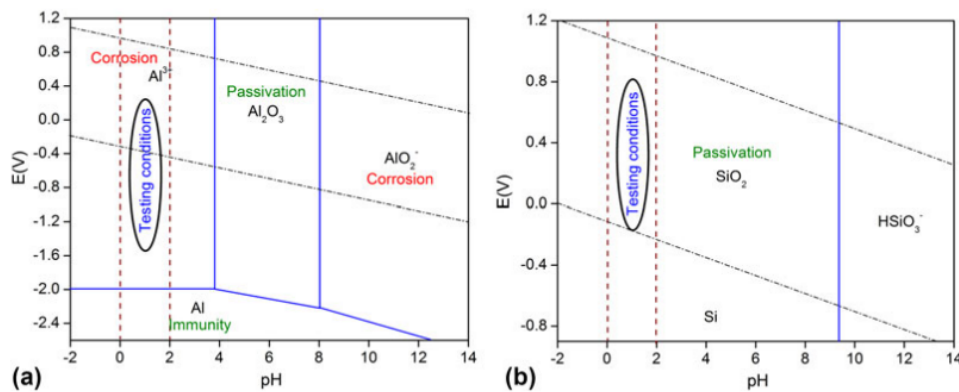 1.2
0.8
0.4
0.0
-0.4
-0.8
-1.2
-1.6
-2.0
-2.4
E(V)
Corrosion
Al³⁺
Passivation
Al₂O₃
AlO₂⁻
Corrosion
Testing conditions
Al
Immunity
-2 0 2 4 6 8 10 12 14
pH
(a)
1.2
0.8
0.4
0.0
-0.4
-0.8
E(V)
Testing conditions
Passivation
SiO₂
HSiO₃⁻
Si
-2 0 2 4 6 8 10 12 14
pH
(b)